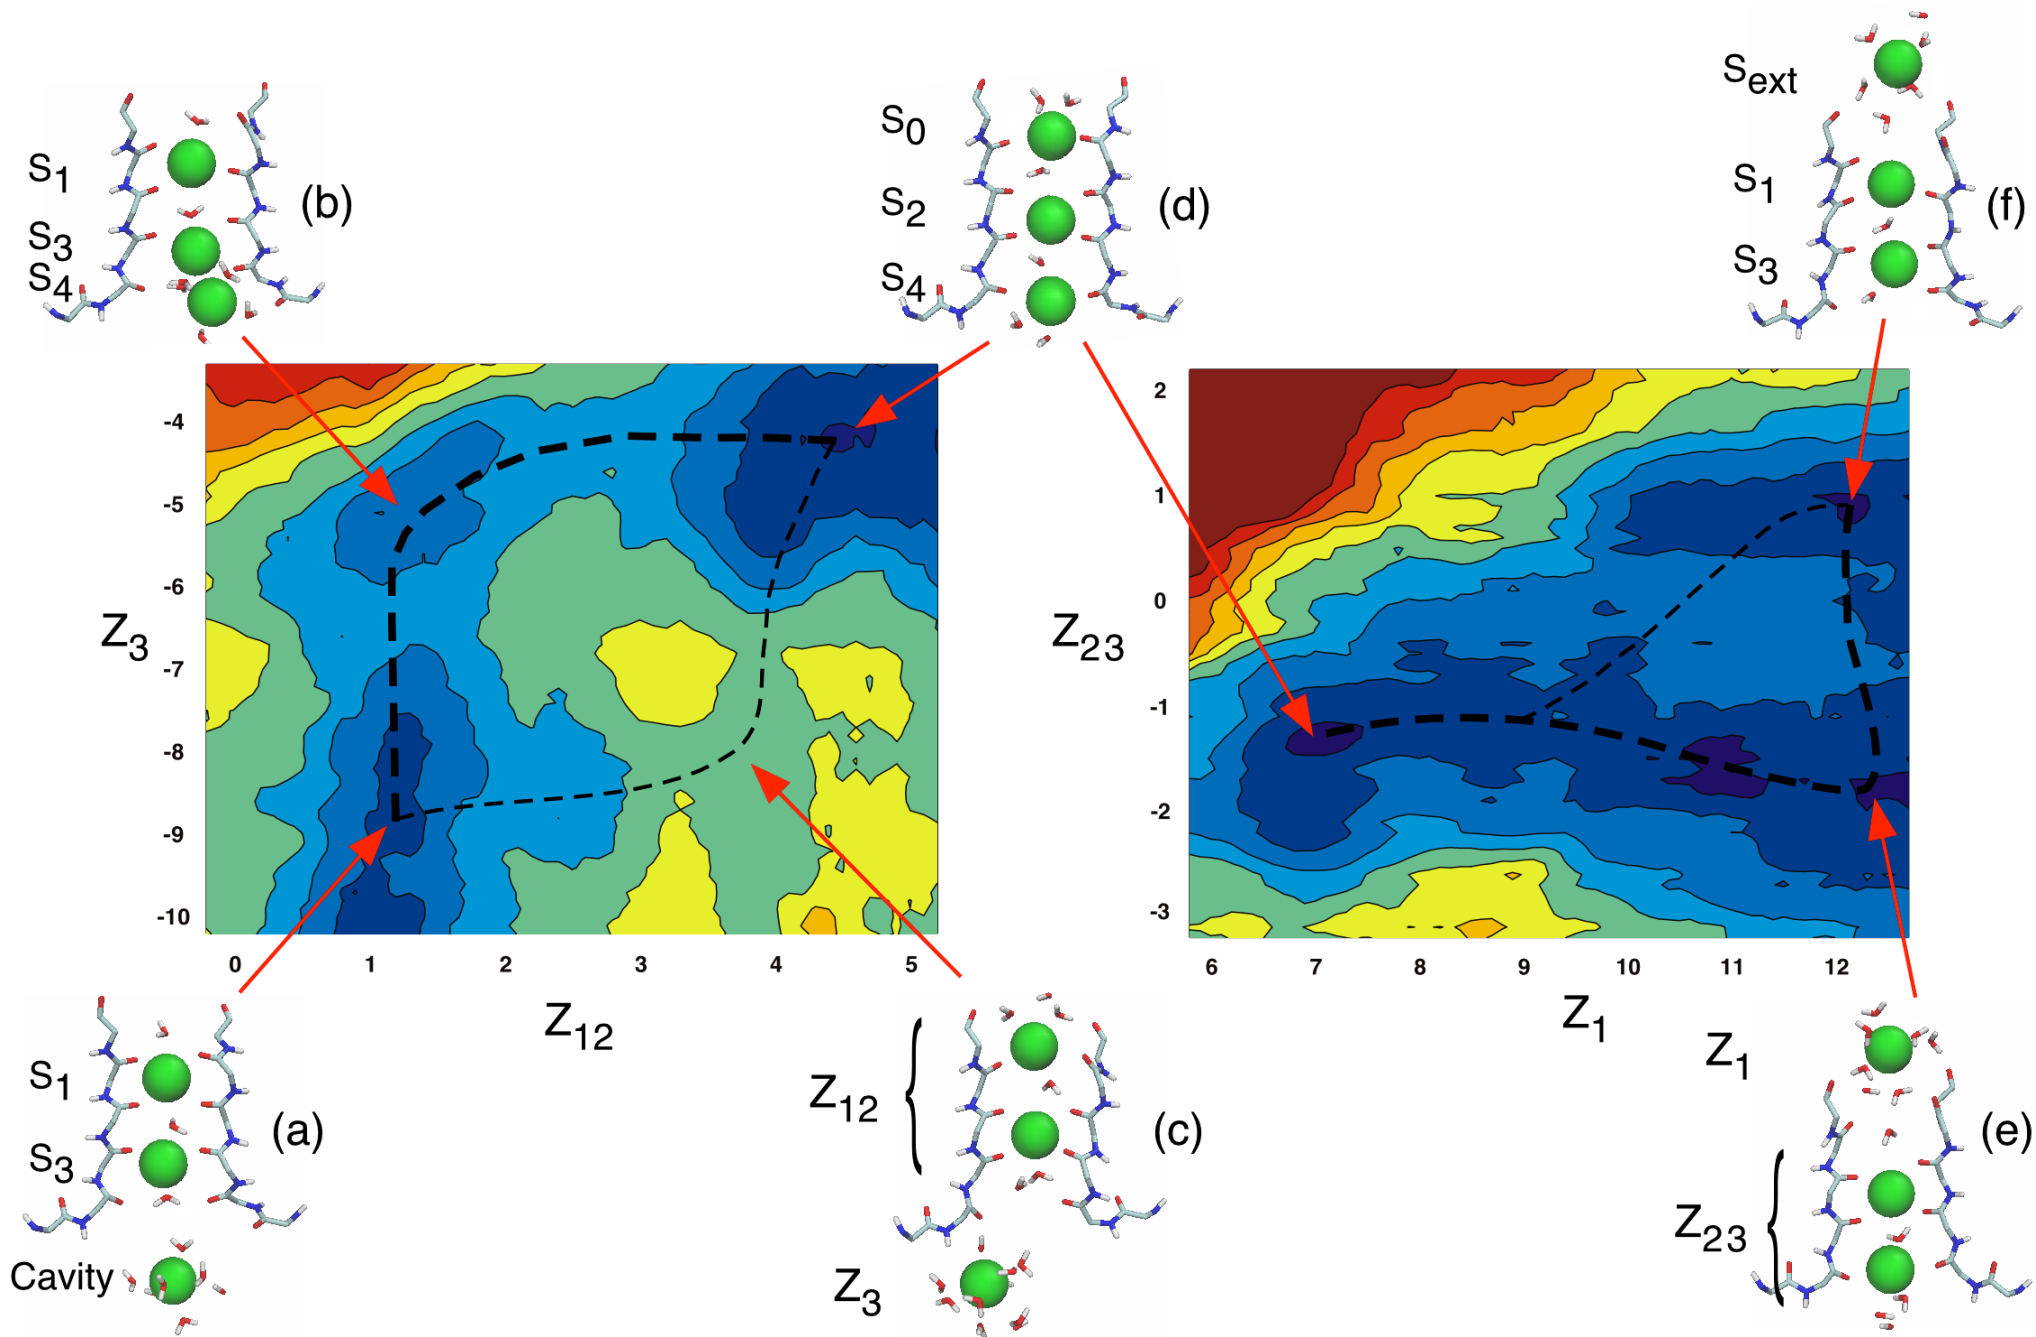 S0
Sext
S1
(b)
S2
(d)
S1
(f)
S3
S4
S4
S3
2
-4
1
-5
0
-6
Z3
Z23
-7
-1
-8
-2
-9
-10
-3
0 1 2 3 4 5
6 7 8 9 10 11 12
Z12
Z1
Z1
S1
(a)
Z12
(c)
(e)
S3
Z23
Cavity
Z3